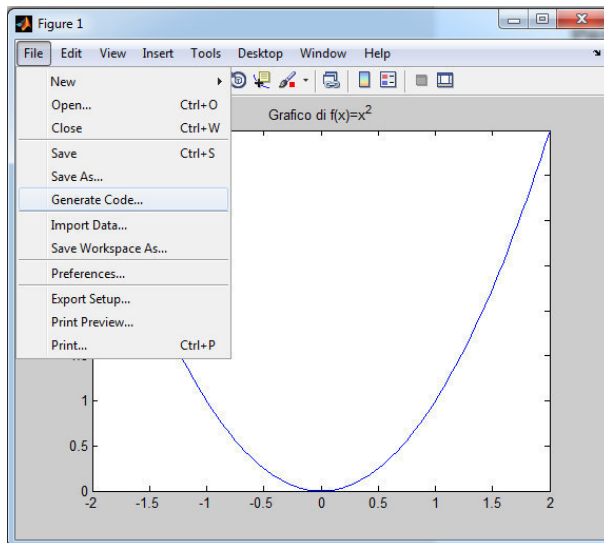 Figure 1
File Edit View Insert Tools Desktop Window Help
New
Open... Ctrl+O
Close Ctrl+W
Save Ctrl+S
Save As...
Generate Code...
Import Data...
Save Workspace As...
Preferences...
Export Setup...
Print Preview...
Print... Ctrl+P
Grafico di f(x)=x²
1
0.5
0
-2 -1.5 -1 -0.5 0 0.5 1 1.5 2